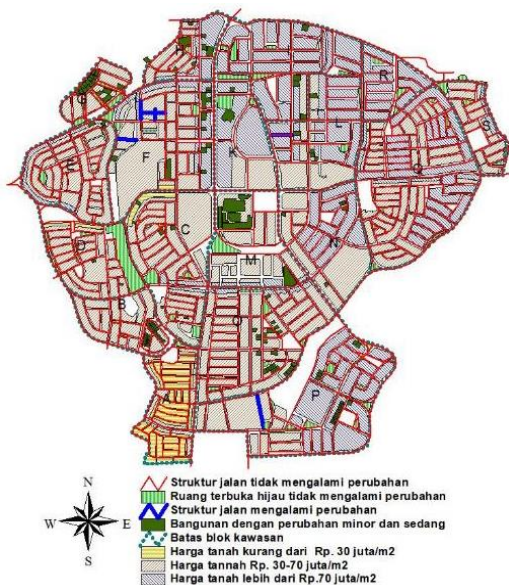 H
G
R
S
E
F
K
L
Q
D
C
N
M
B
O
A
P
N
W
E
S
Struktur jalan tidak mengalami perubahan
Ruang terbuka hijau tidak mengalami perubahan
Struktur jalan mengalami perubahan
Bangunan dengan perubahan minor dan sedang
Batas blok kawasan
Harga tanah kurang dari Rp. 30 juta/m2
Harga tannah Rp. 30-70 juta/m2
Harga tanah lebih dari Rp.70 juta/m2